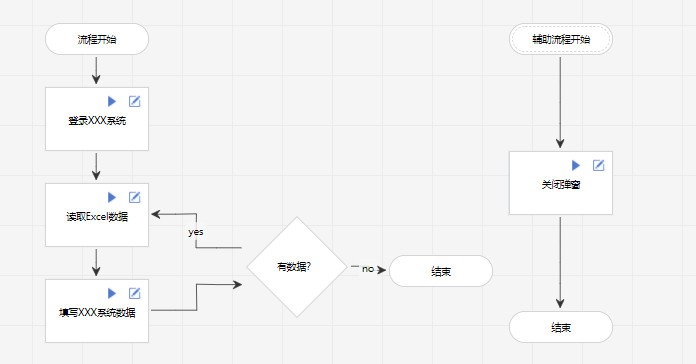 流程开始
登录XXX系统
读取Excel数据
填写XXX系统数据
yes
有数据?
no
结束
辅助流程开始
关闭弹窗
结束